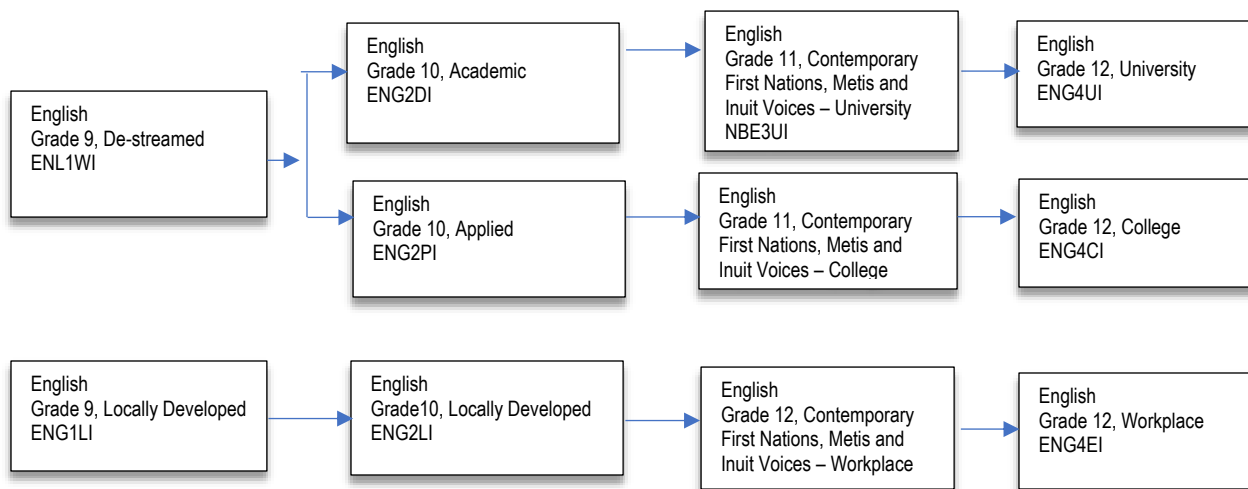 English
Grade 9, De-streamed
ENL1WI
English
Grade 10, Academic
ENG2DI
English
Grade 11, Contemporary
First Nations, Metis and
Inuit Voices – University
NBE3UI
English
Grade 12, University
ENG4UI
English
Grade 10, Applied
ENG2PI
English
Grade 11, Contemporary
First Nations, Metis and
Inuit Voices – College
English
Grade 12, College
ENG4CI
English
Grade 9, Locally Developed
ENG1LI
English
Grade10, Locally Developed
ENG2LI
English
Grade 12, Contemporary
First Nations, Metis and
Inuit Voices – Workplace
English
Grade 12, Workplace
ENG4EI